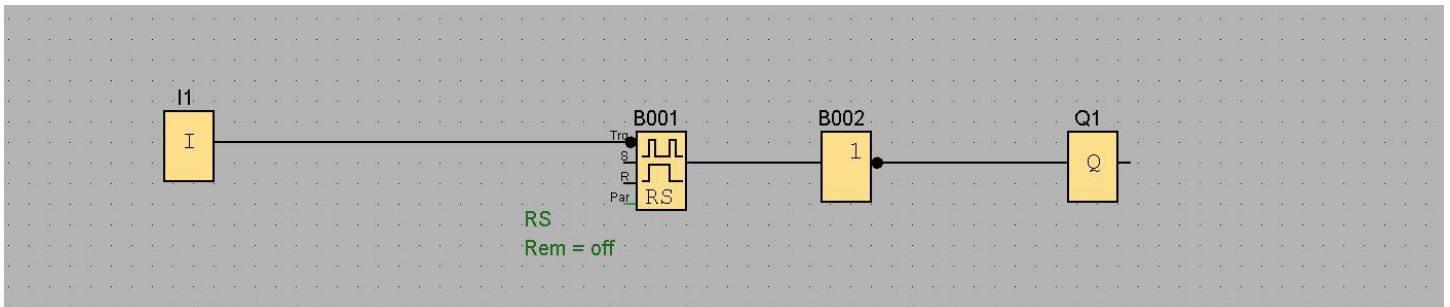 I1
I
B001
Trg
S
R
Par
RS
RS
Rem = off
B002
1
Q1
Q